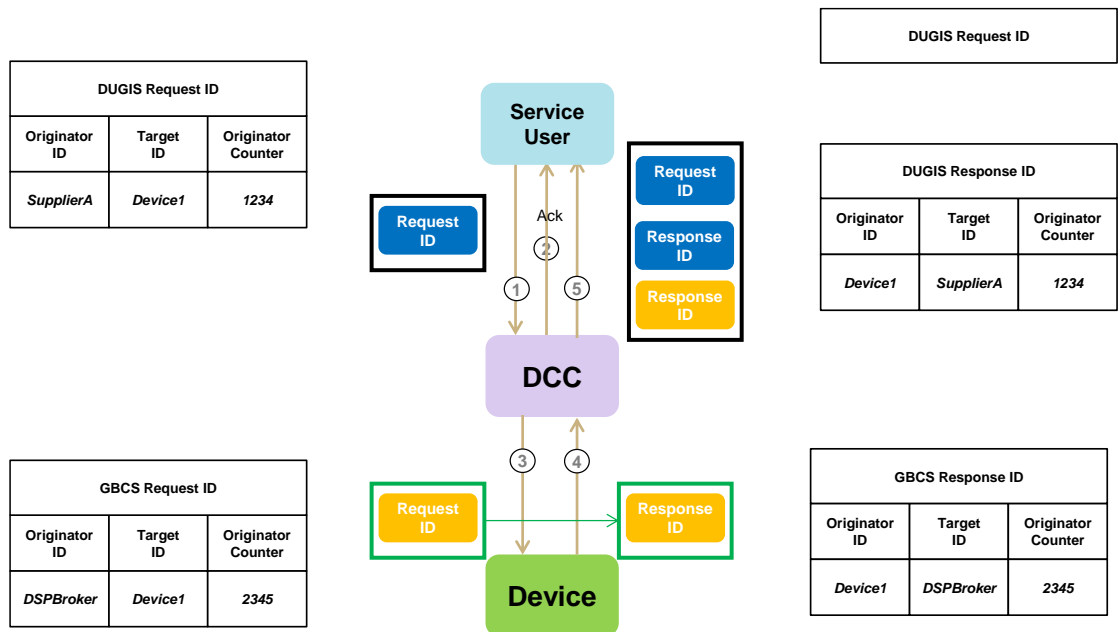 DUGIS Request ID
DUGIS Request ID
Originator ID
Target ID
Originator Counter
SupplierA
Device1
1234
Service
User
Request
ID
Ack
2
1
5
Request
ID
Response
ID
Response
ID
DUGIS Response ID
Originator ID
Target ID
Originator Counter
Device1
SupplierA
1234
DCC
3
4
GBCS Request ID
Originator ID
Target ID
Originator Counter
DSPBroker
Device1
2345
Request
ID
Response
ID
Device
GBCS Response ID
Originator ID
Target ID
Originator Counter
Device1
DSPBroker
2345